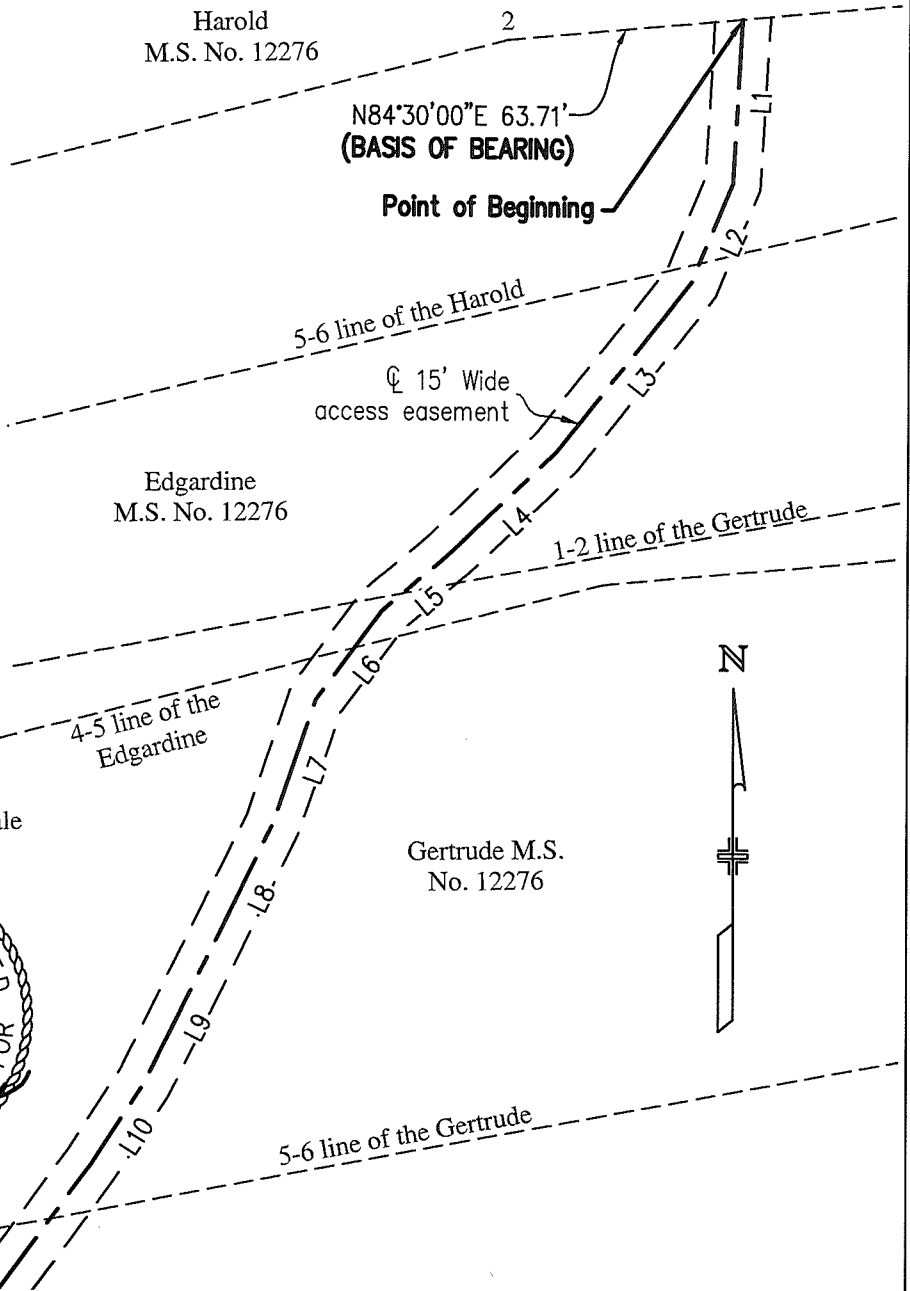 Harold
M.S. No. 12276
2
N84°30'00"E 63.71'
(BASIS OF BEARING)
Point of Beginning
L1
L2
5-6 line of the Harold
L3
℄ 15' Wide
access easement
Edgardine
M.S. No. 12276
L4
1-2 line of the Gertrude
L5
L6
N
4-5 line of the
Edgardine
L7
Gertrude M.S.
No. 12276
L8
L9
L10
5-6 line of the Gertrude